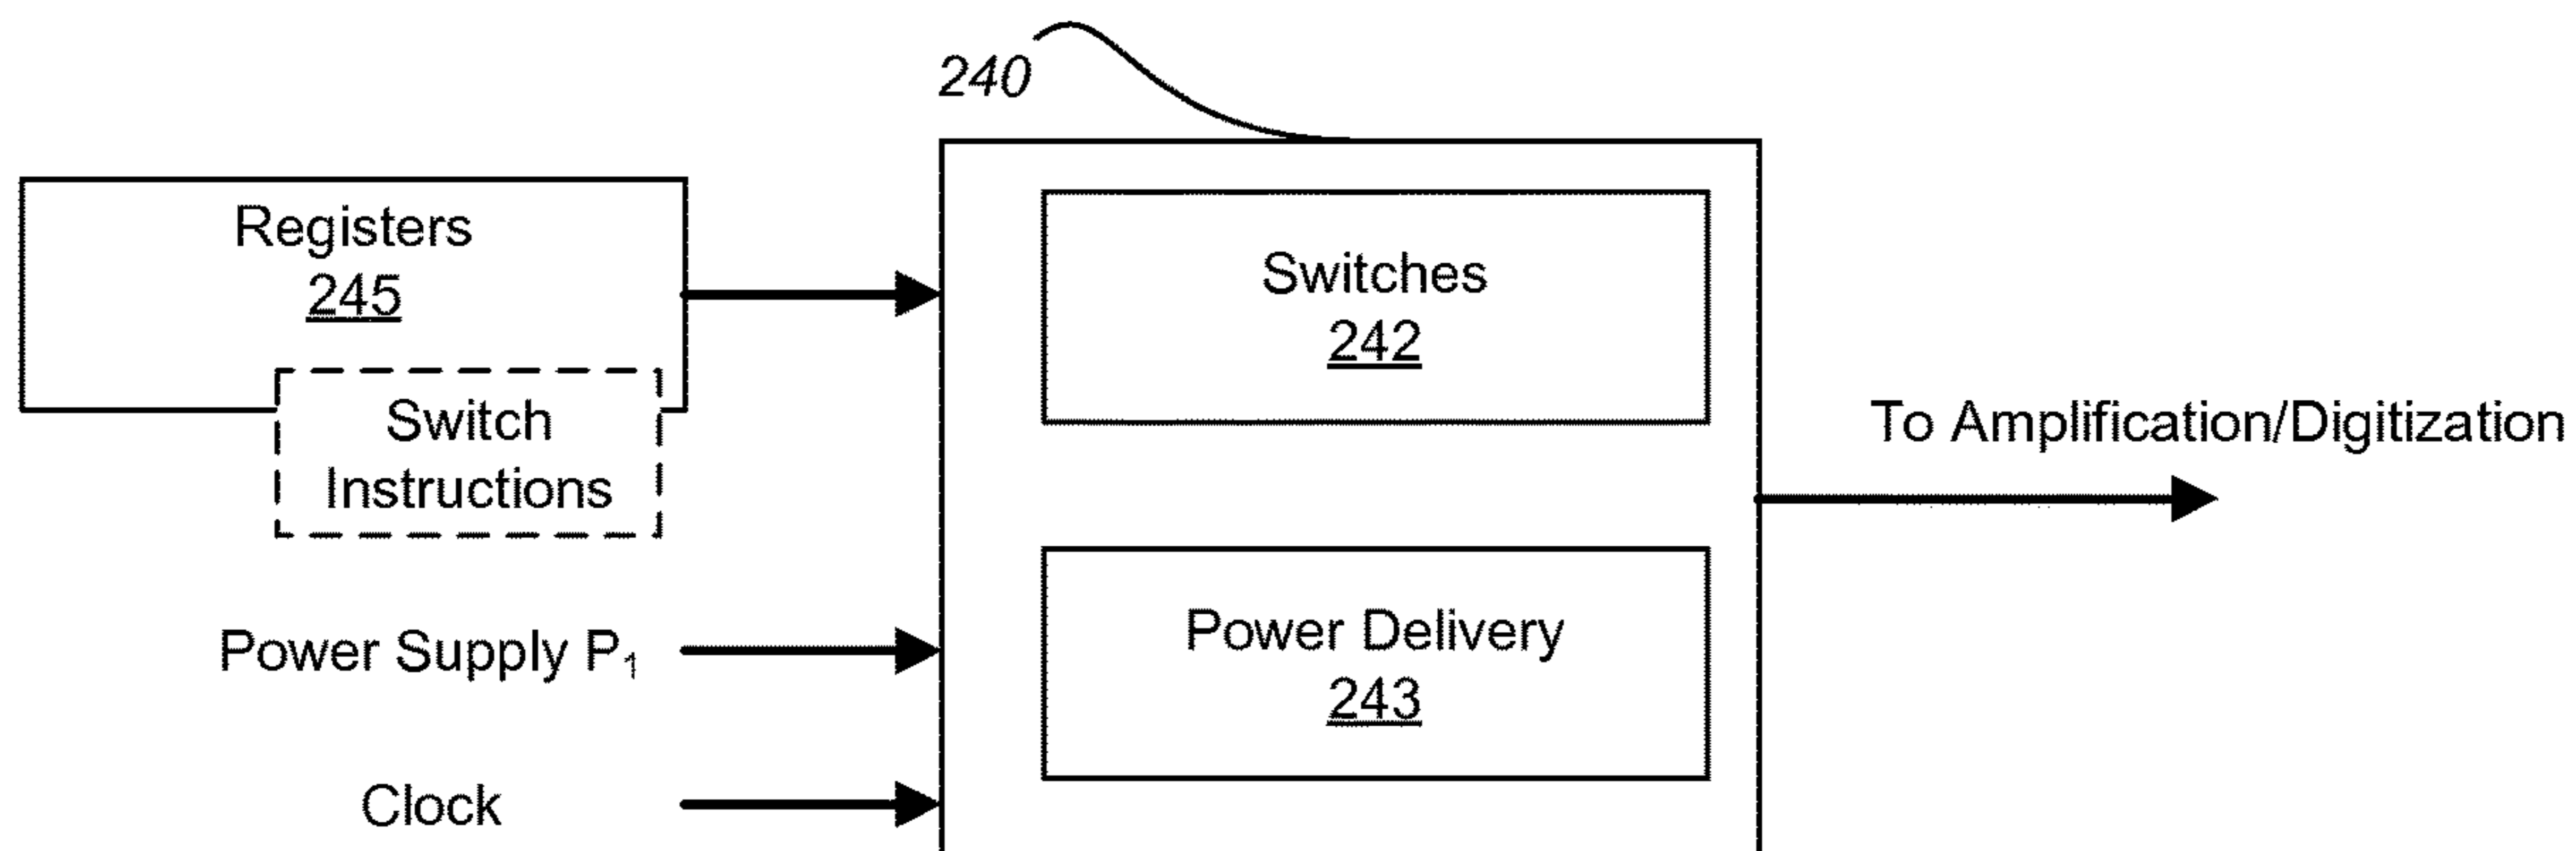 240
Registers
245
Switch
Instructions
Switches
242
To Amplification/Digitization
Power Supply P₁
Power Delivery
243
Clock